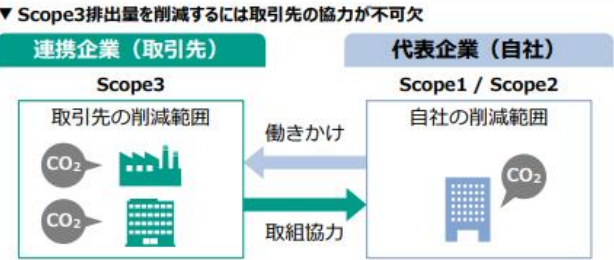 ▼ Scope3排出量を削減するには取引先の協力が不可欠
連携企業（取引先）
代表企業（自社）
Scope3
Scope1 / Scope2
取引先の削減範囲
自社の削減範囲
働きかけ
CO₂
CO₂
CO₂
取組協力